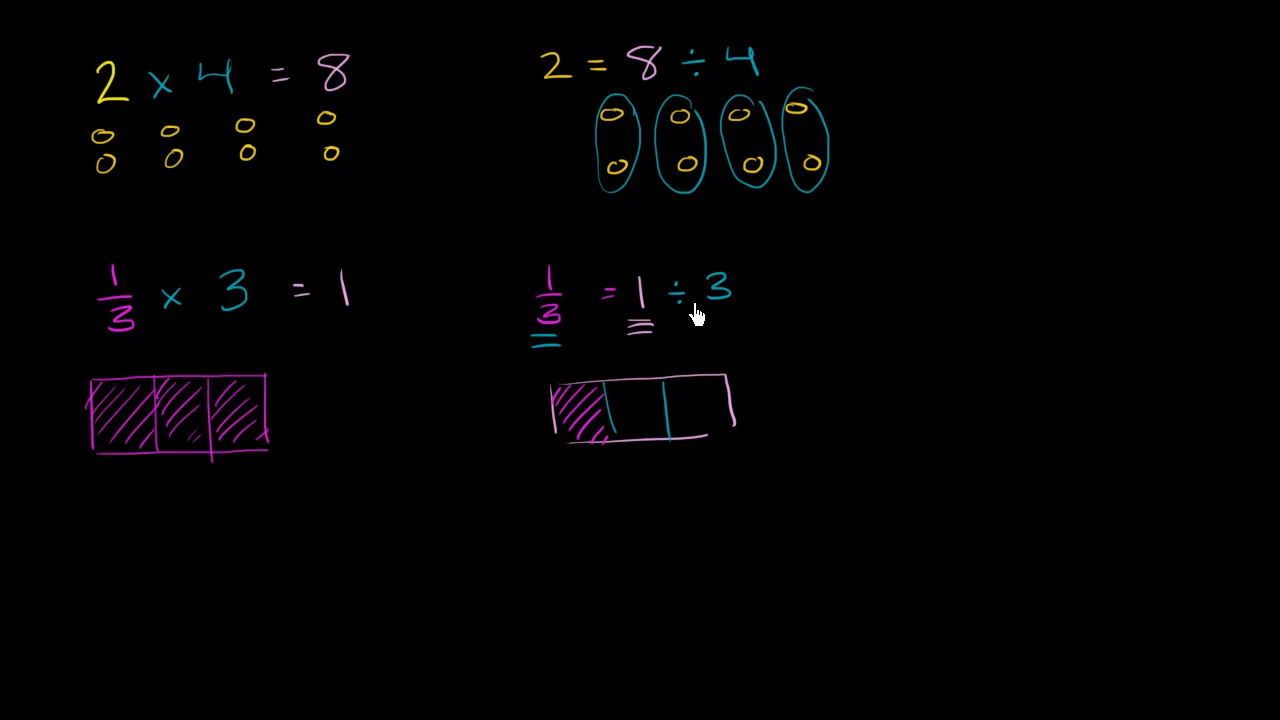 2 × 4 = 8
2 = 8 ÷ 4
1/3 × 3 = 1
1/3 = 1 ÷ 3